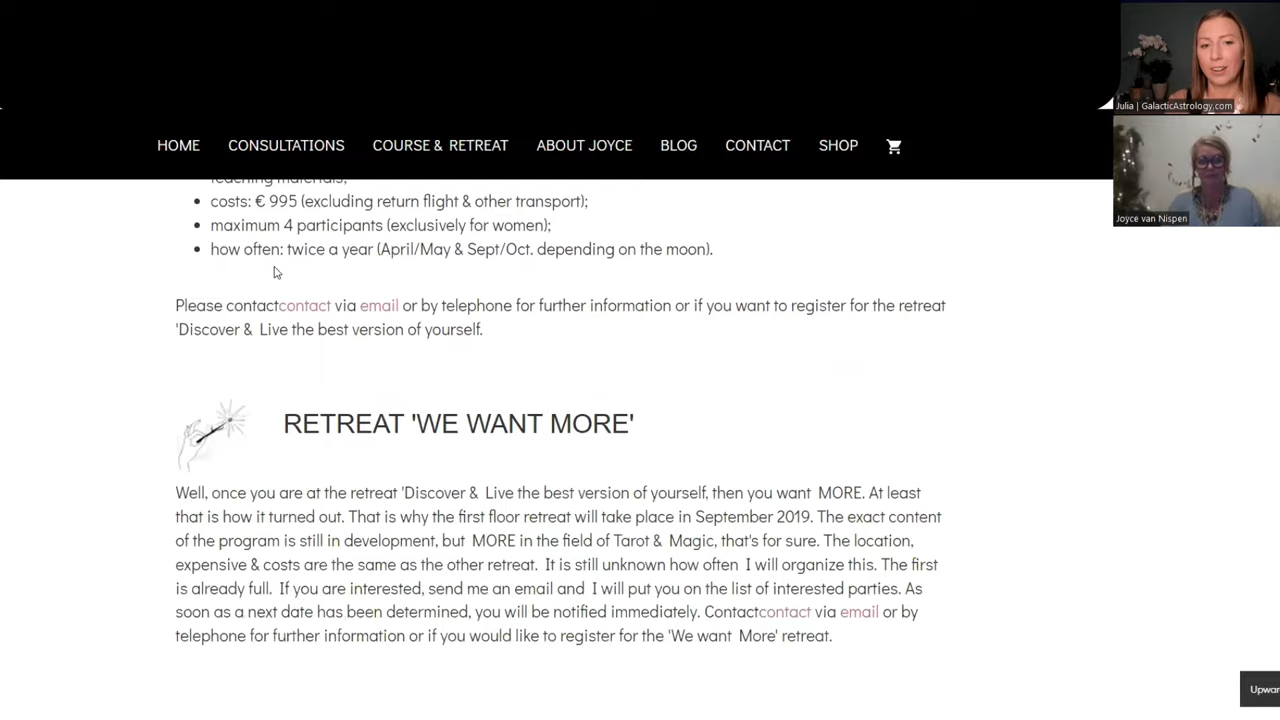 Julia | GalacticAstrology.com
HOME CONSULTATIONS COURSE & RETREAT ABOUT JOYCE BLOG CONTACT SHOP
Joyce van Nispen
teaching materials;
costs: € 995 (excluding return flight & other transport);
maximum 4 participants (exclusively for women);
how often: twice a year (April/May & Sept/Oct. depending on the moon).
Please contactcontact via email or by telephone for further information or if you want to register for the retreat
'Discover & Live the best version of yourself.
RETREAT 'WE WANT MORE'
Well, once you are at the retreat 'Discover & Live the best version of yourself, then you want MORE. At least
that is how it turned out. That is why the first floor retreat will take place in September 2019. The exact content
of the program is still in development, but MORE in the field of Tarot & Magic, that's for sure. The location,
expensive & costs are the same as the other retreat. It is still unknown how often I will organize this. The first
is already full. If you are interested, send me an email and I will put you on the list of interested parties. As
soon as a next date has been determined, you will be notified immediately. Contactcontact via email or by
telephone for further information or if you would like to register for the 'We want More' retreat.